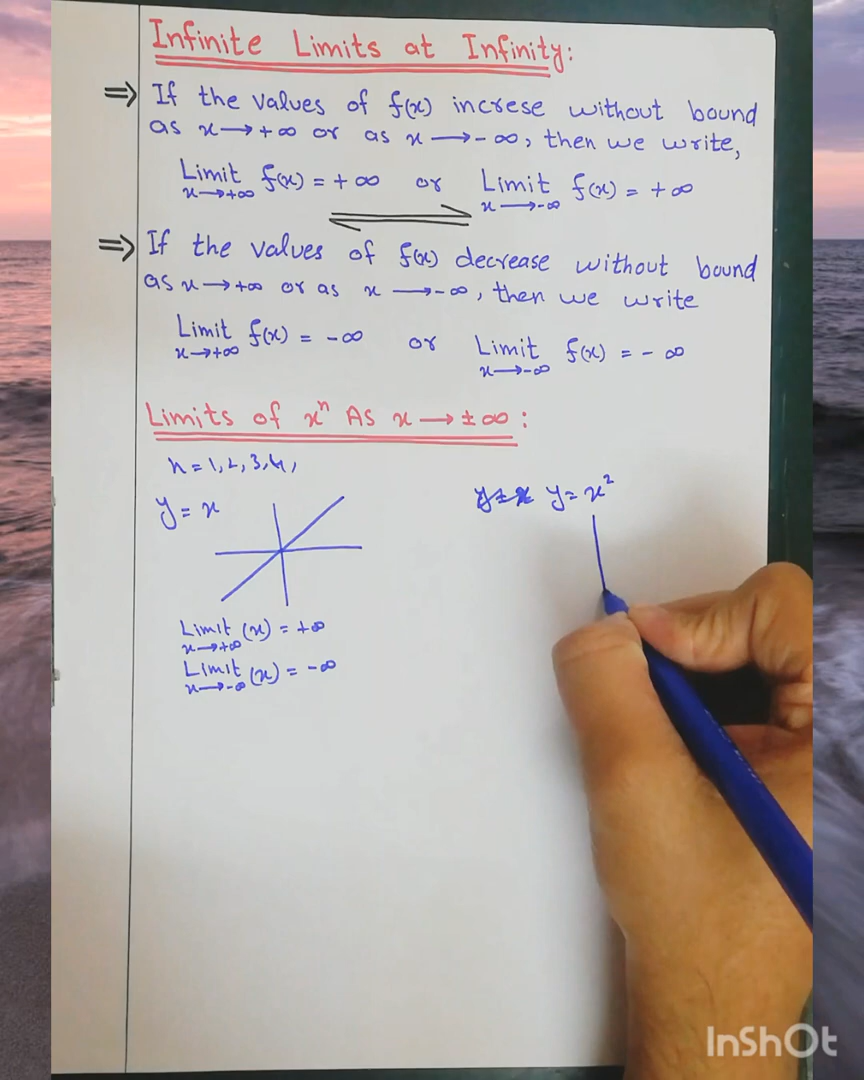 Infinite Limits at Infinity:
⇒ If the values of f(x) increse without bound
as x → +∞ or as x → -∞, then we write,
Limit f(x) = +∞ or Limit f(x) = +∞
x→+∞ x→-∞
⇒ If the values of f(x) decrease without bound
as x → +∞ or as x → -∞, then we write
Limit f(x) = -∞ or Limit f(x) = -∞
x→+∞ x→-∞
Limits of xⁿ As x → ±∞:
n = 1, 2, 3, 4,
y = x
y = x²
Limit (x) = +∞
x→+∞
Limit (x) = -∞
x→-∞
InShOt